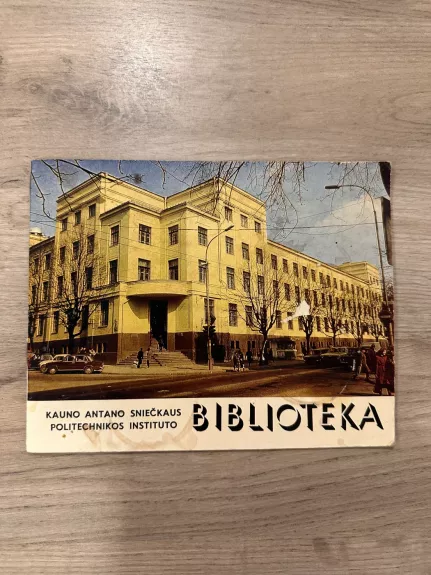 KAUNO ANTANO SNIEČKAUS
POLITECHNIKOS INSTITUTO
BIBLIOTEKA